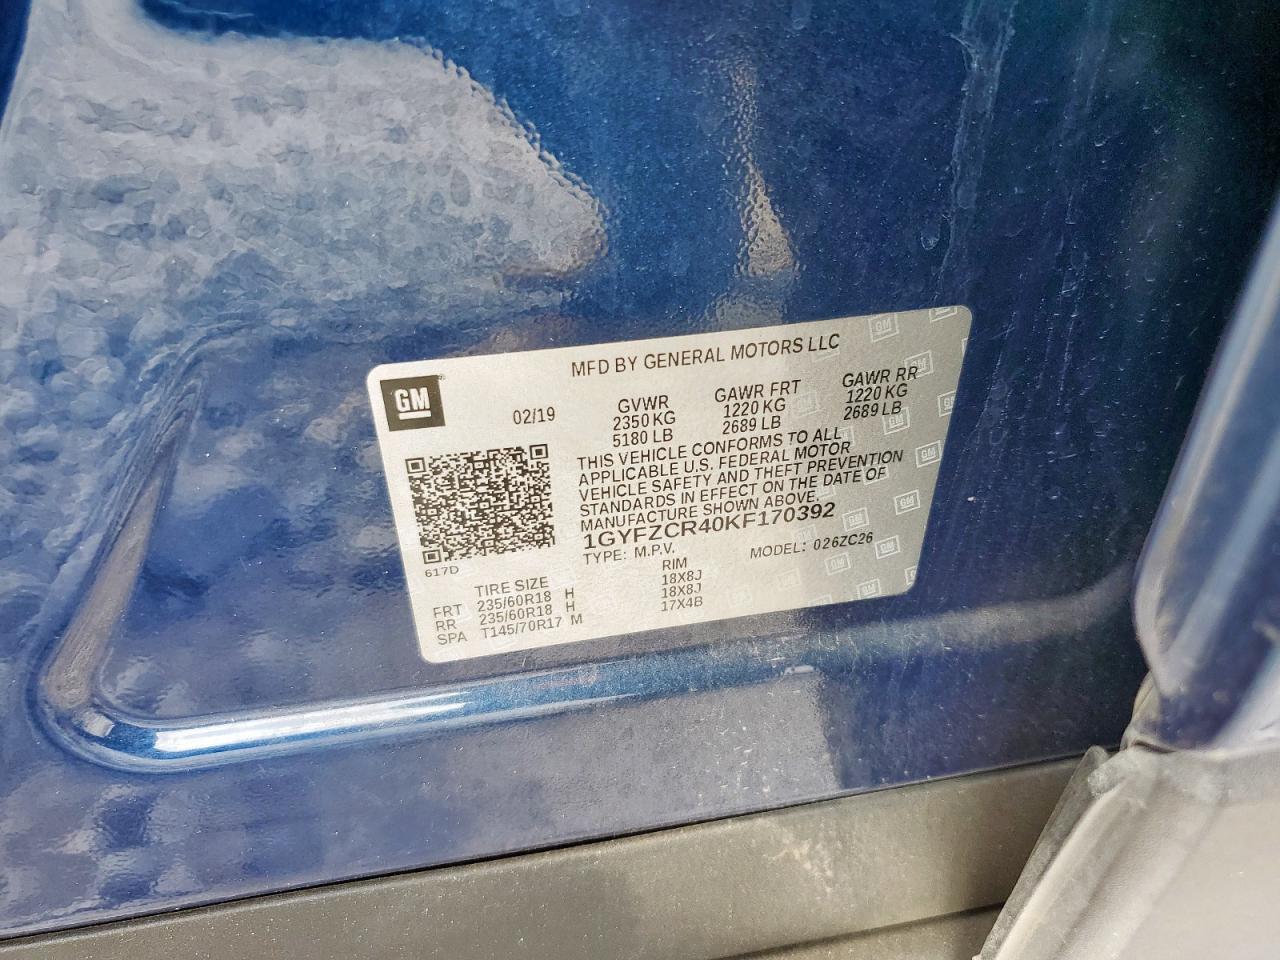 MFD BY GENERAL MOTORS LLC
GM
02/19
GVWR
2350 KG
5180 LB
GAWR FRT
1220 KG
2689 LB
GAWR RR
1220 KG
2689 LB
THIS VEHICLE CONFORMS TO ALL
APPLICABLE U.S. FEDERAL MOTOR
VEHICLE SAFETY AND THEFT PREVENTION
STANDARDS IN EFFECT ON THE DATE OF
MANUFACTURE SHOWN ABOVE.
1GYFZCR40KF170392
TYPE: M.P.V.
MODEL: 026ZC26
617D
TIRE SIZE RIM
FRT 235/60R18 H 18X8J
RR 235/60R18 H 18X8J
SPA T145/70R17 M 17X4B